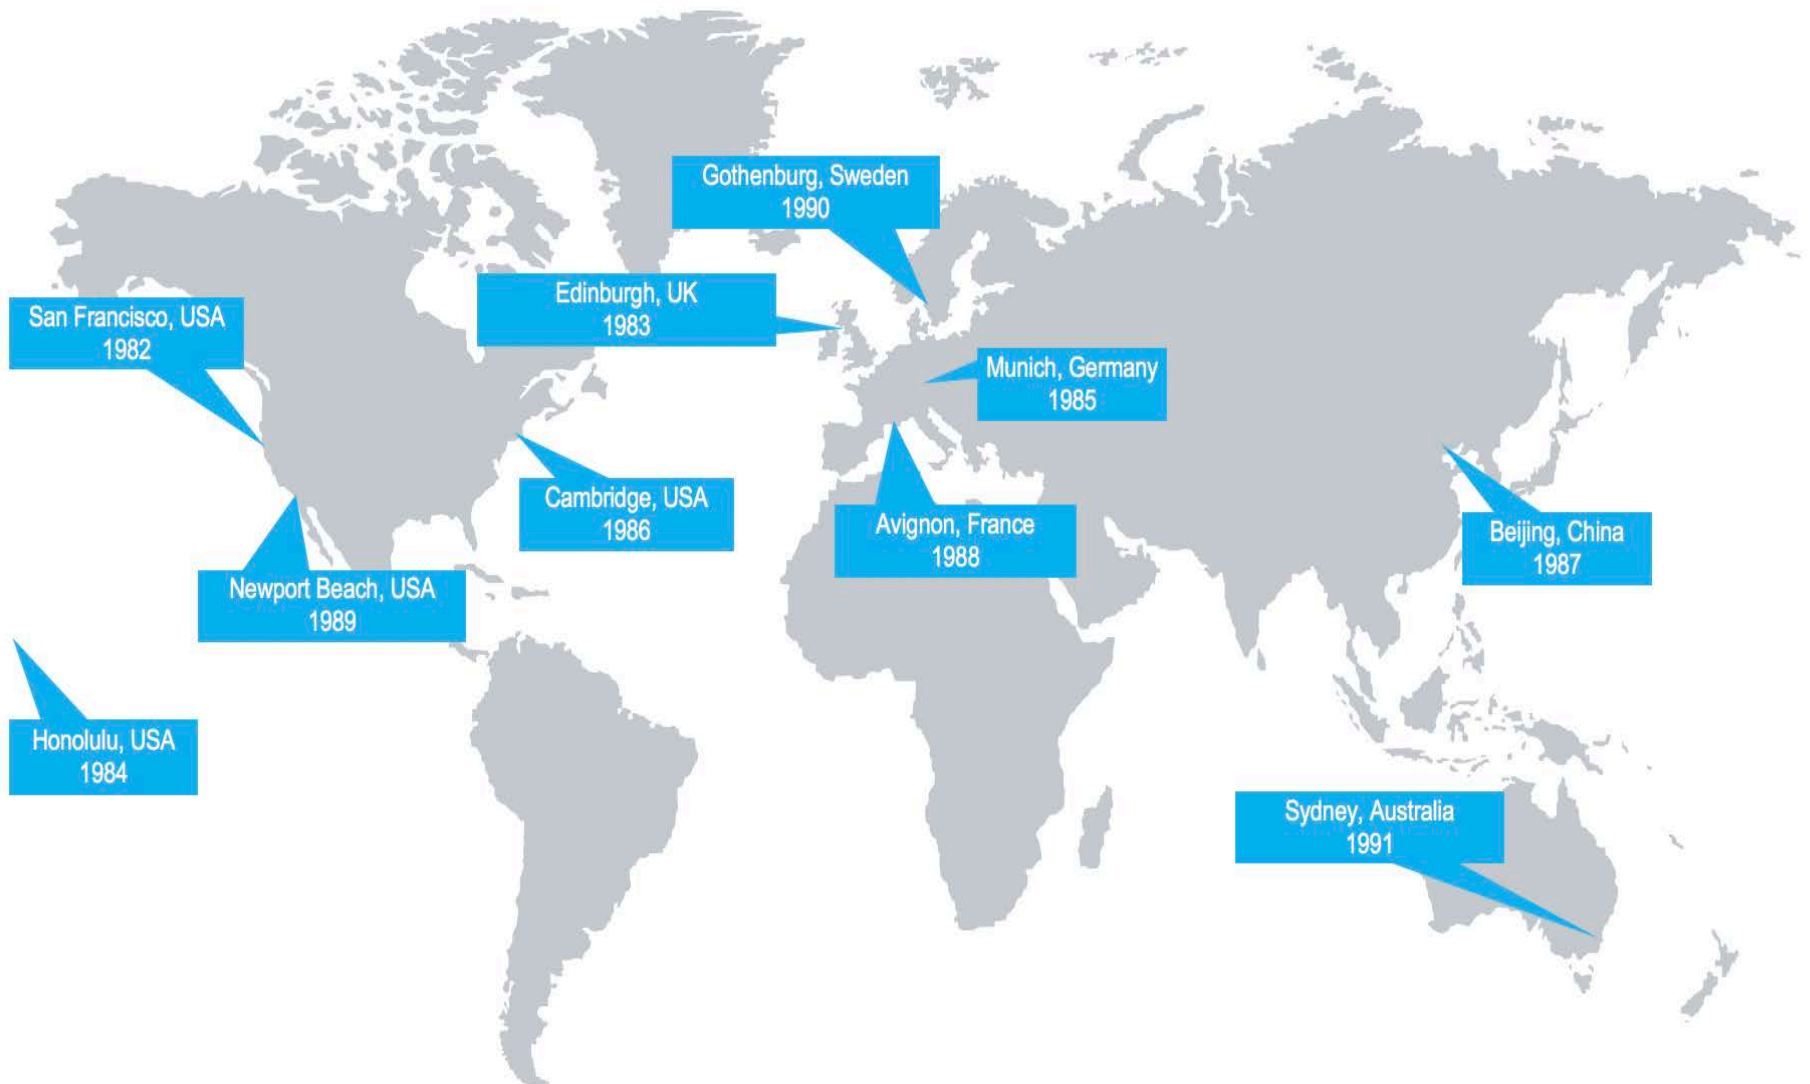 Gothenburg, Sweden
1990
Edinburgh, UK
1983
San Francisco, USA
1982
Munich, Germany
1985
Cambridge, USA
1986
Avignon, France
1988
Beijing, China
1987
Newport Beach, USA
1989
Honolulu, USA
1984
Sydney, Australia
1991